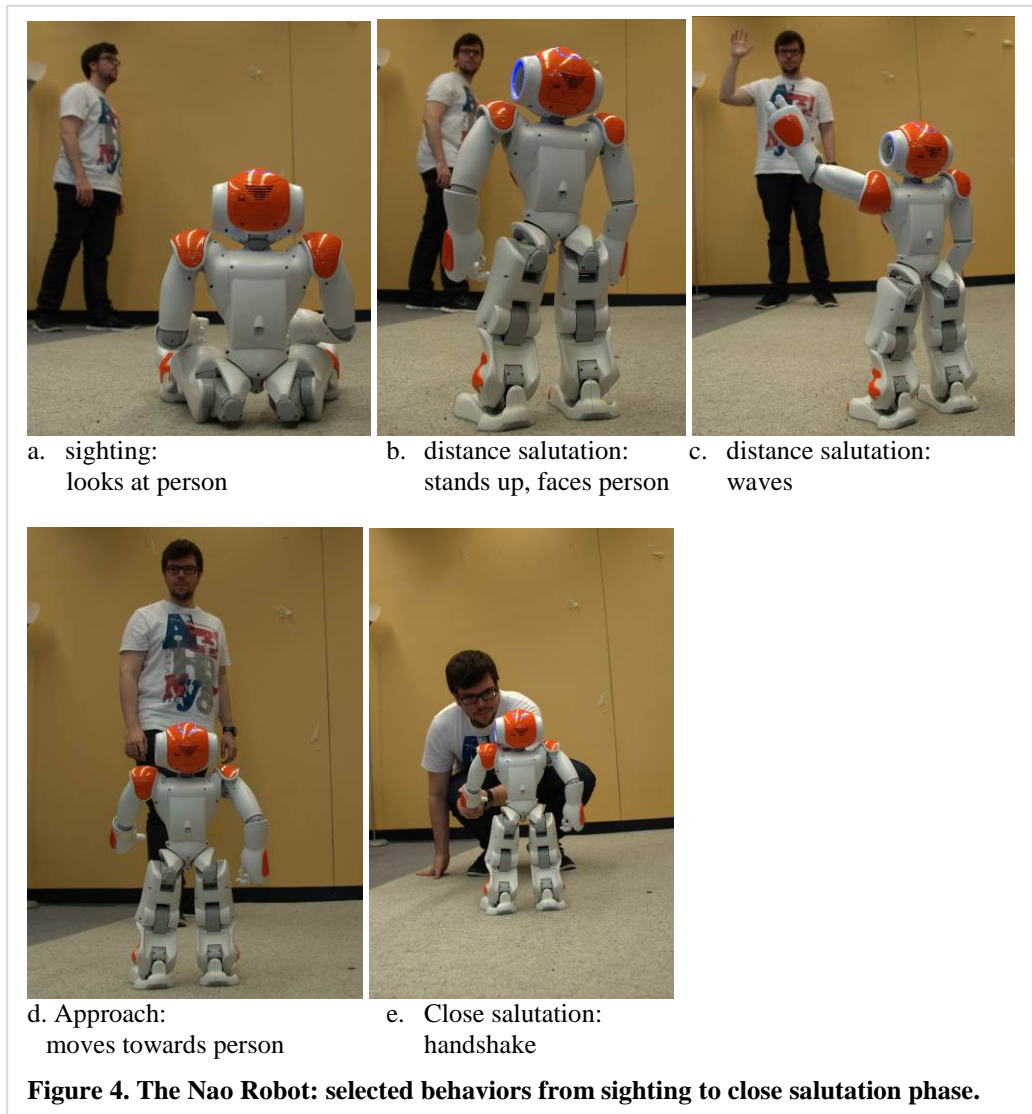 a. sighting:
looks at person
b. distance salutation:
stands up, faces person
c. distance salutation:
waves
d. Approach:
moves towards person
e. Close salutation:
handshake
Figure 4. The Nao Robot: selected behaviors from sighting to close salutation phase.